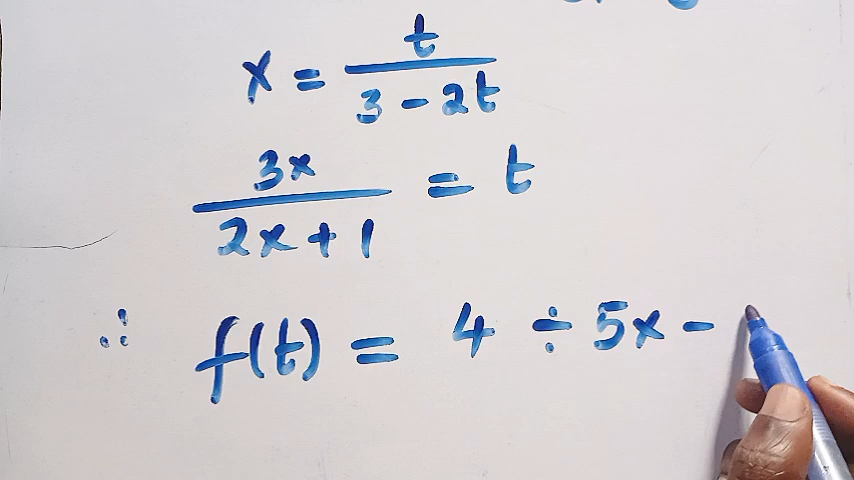 x = t / (3 - 2t)
3x / (2x + 1) = t
∴ f(t) = 4 ÷ 5x -